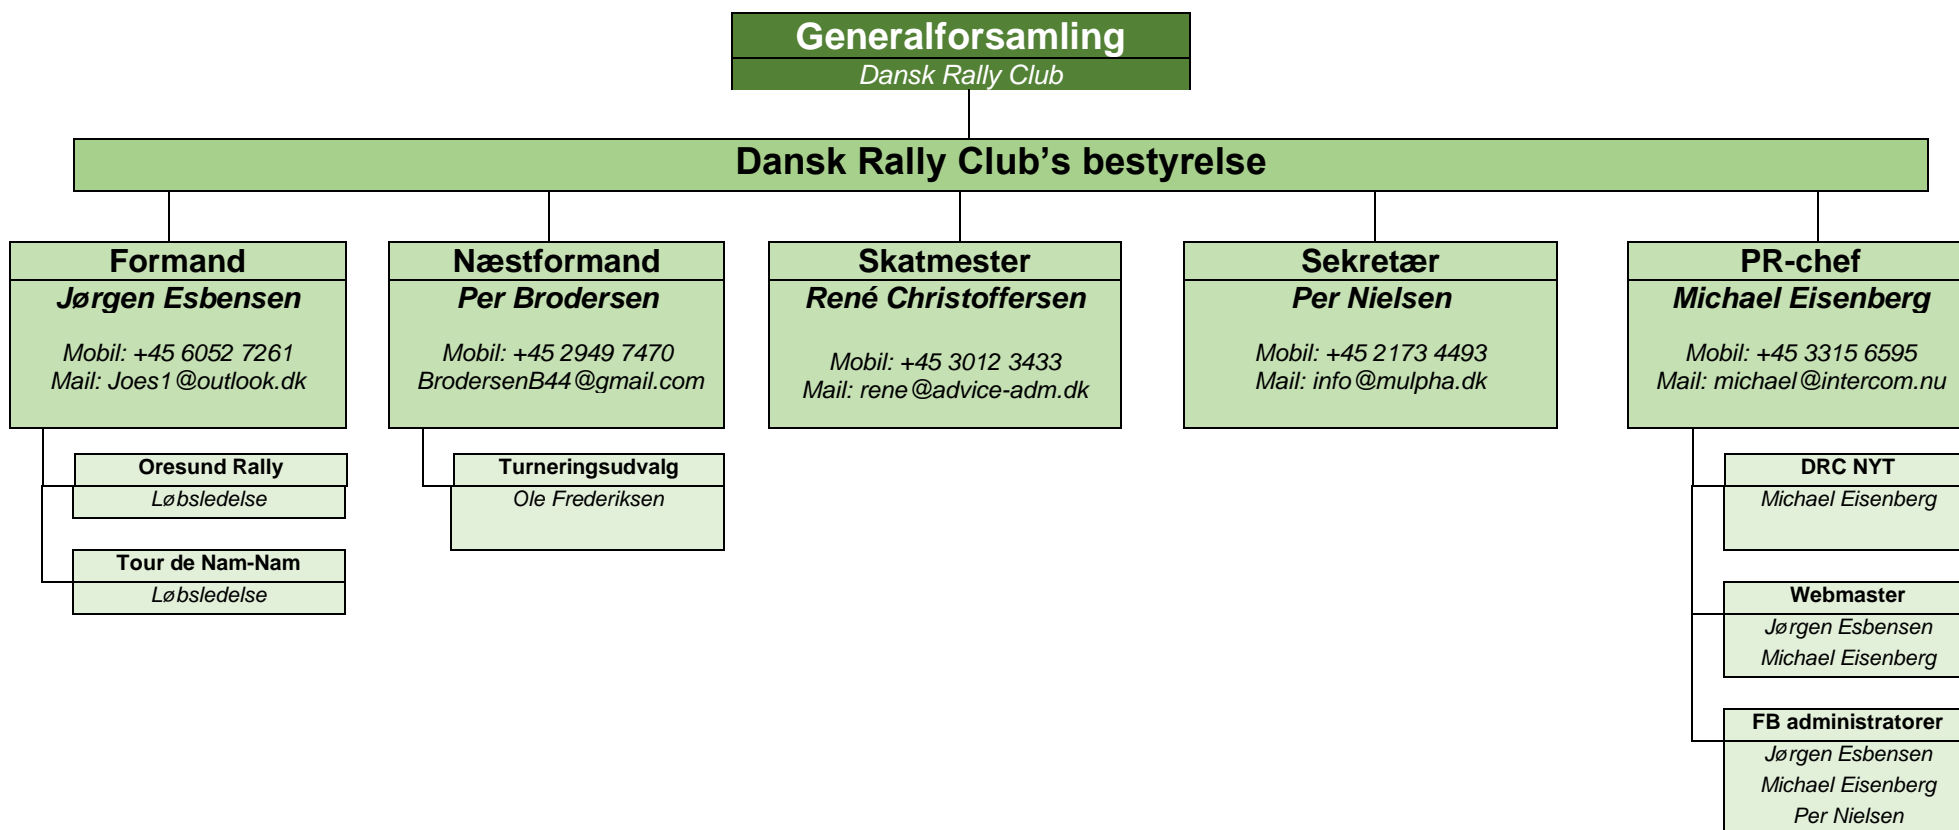 Generalforsamling
Dansk Rally Club
Dansk Rally Club's bestyrelse
Formand
Jørgen Esbensen
Mobil: +45 6052 7261
Mail: Joes1@outlook.dk
Næstformand
Per Brodersen
Mobil: +45 2949 7470
BrodersenB44@gmail.com
Skatmester
René Christoffersen
Mobil: +45 3012 3433
Mail: rene@advice-adm.dk
Sekretær
Per Nielsen
Mobil: +45 2173 4493
Mail: info@mulpha.dk
PR-chef
Michael Eisenberg
Mobil: +45 3315 6595
Mail: michael@intercom.nu
Oresund Rally
Løbsledelse
Tour de Nam-Nam
Løbsledelse
Turneringsudvalg
Ole Frederiksen
DRC NYT
Michael Eisenberg
Webmaster
Jørgen Esbensen
Michael Eisenberg
FB administratorer
Jørgen Esbensen
Michael Eisenberg
Per Nielsen